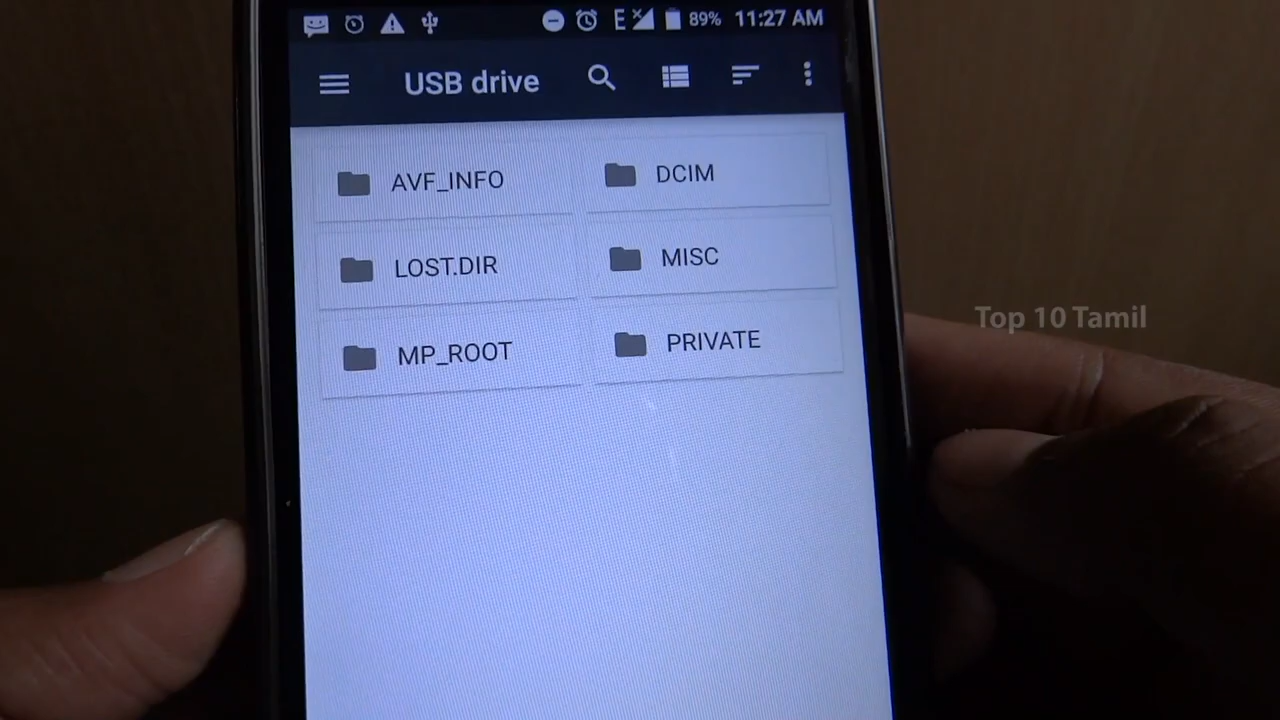 E 89% 11:27 AM
USB drive
AVF_INFO DCIM
LOST.DIR MISC
MP_ROOT PRIVATE
Top 10 Tamil